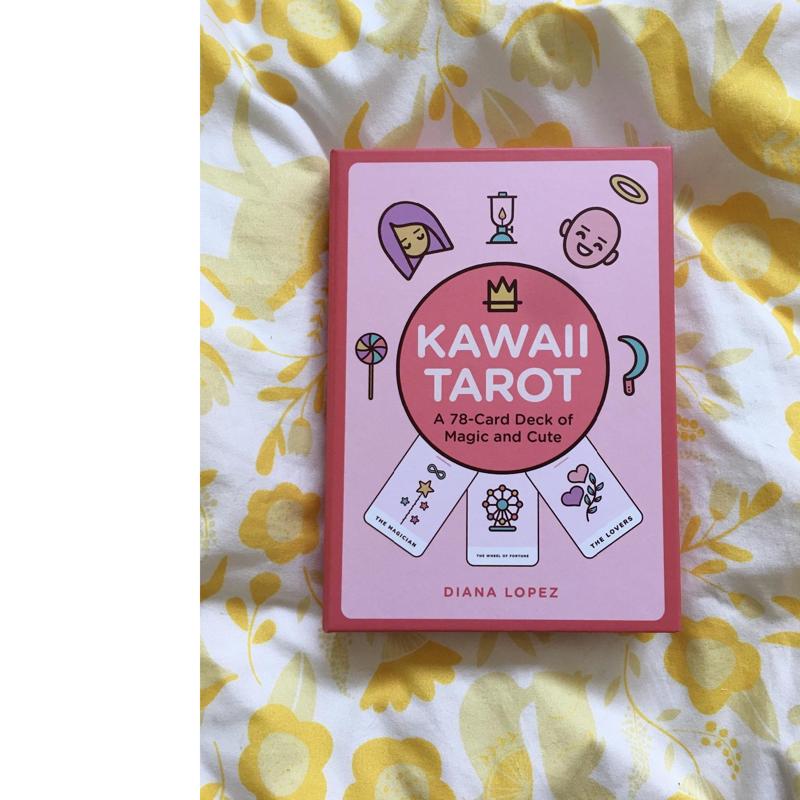 KAWAII
TAROT
A 78-Card Deck of
Magic and Cute
THE MAGICIAN
THE WHEEL OF FORTUNE
THE LOVERS
DIANA LOPEZ